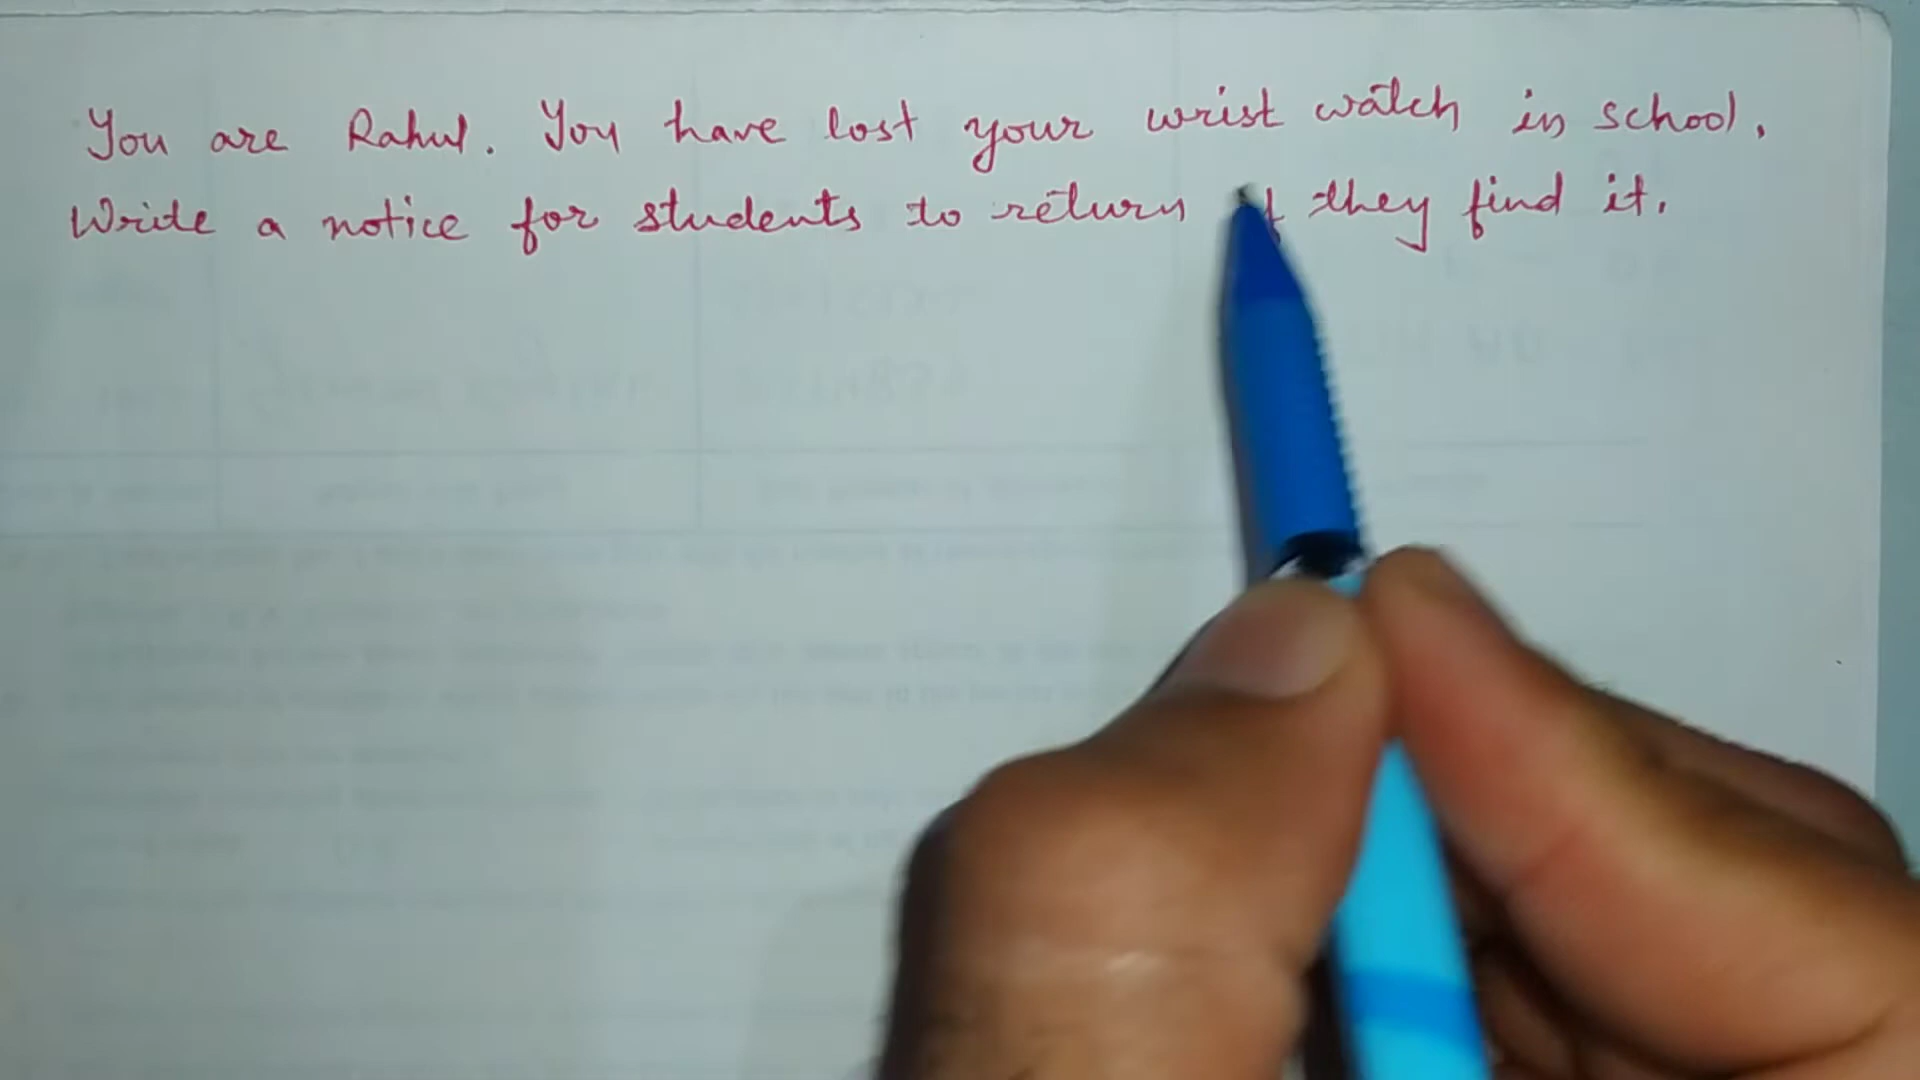 You are Rahul. You have lost your wrist watch in school.
Write a notice for students to return if they find it.